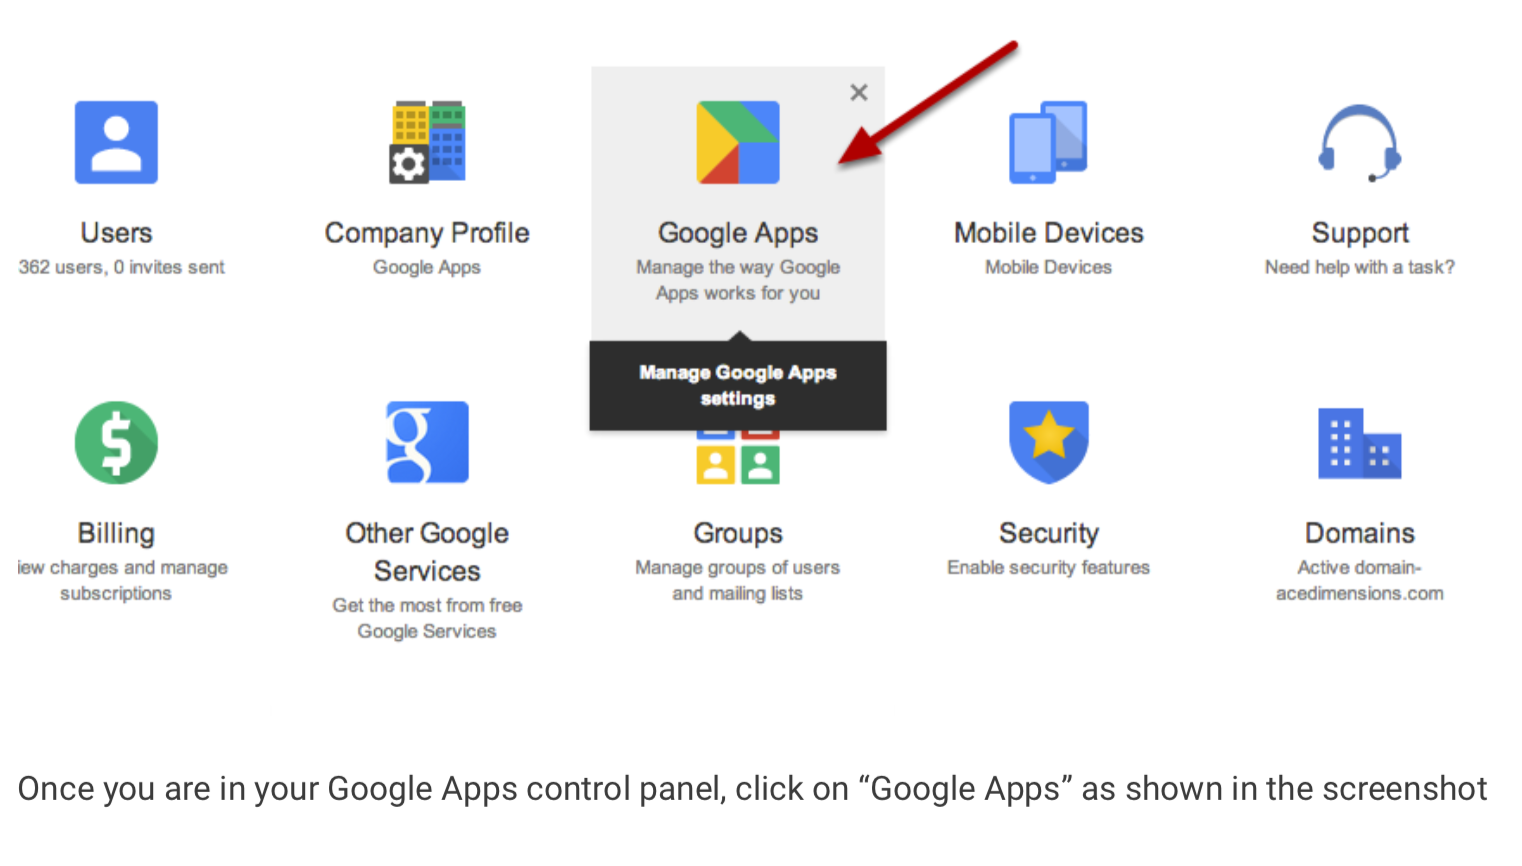 Users
362 users, 0 invites sent
Company Profile
Google Apps
Google Apps
Manage the way Google
Apps works for you
Manage Google Apps
settings
Mobile Devices
Mobile Devices
Support
Need help with a task?
Billing
iew charges and manage
subscriptions
Other Google
Services
Get the most from free
Google Services
Groups
Manage groups of users
and mailing lists
Security
Enable security features
Domains
Active domain-
acedimensions.com
Once you are in your Google Apps control panel, click on “Google Apps” as shown in the screenshot